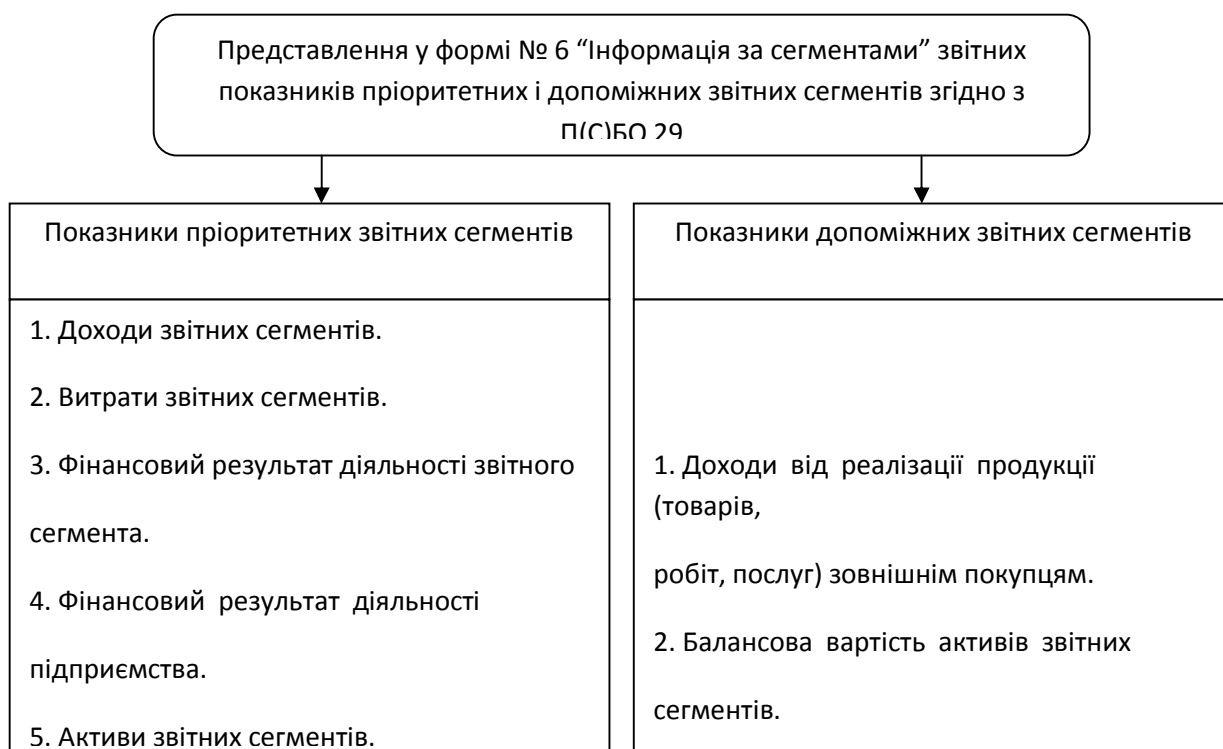 Представлення у формі № 6 “Інформація за сегментами” звітних
показників пріоритетних і допоміжних звітних сегментів згідно з
П(С)БО 29
Показники пріоритетних звітних сегментів
1. Доходи звітних сегментів.
2. Витрати звітних сегментів.
3. Фінансовий результат діяльності звітного
сегмента.
4. Фінансовий результат діяльності
підприємства.
5. Активи звітних сегментів.
Показники допоміжних звітних сегментів
1. Доходи від реалізації продукції
(товарів,
робіт, послуг) зовнішнім покупцям.
2. Балансова вартість активів звітних
сегментів.